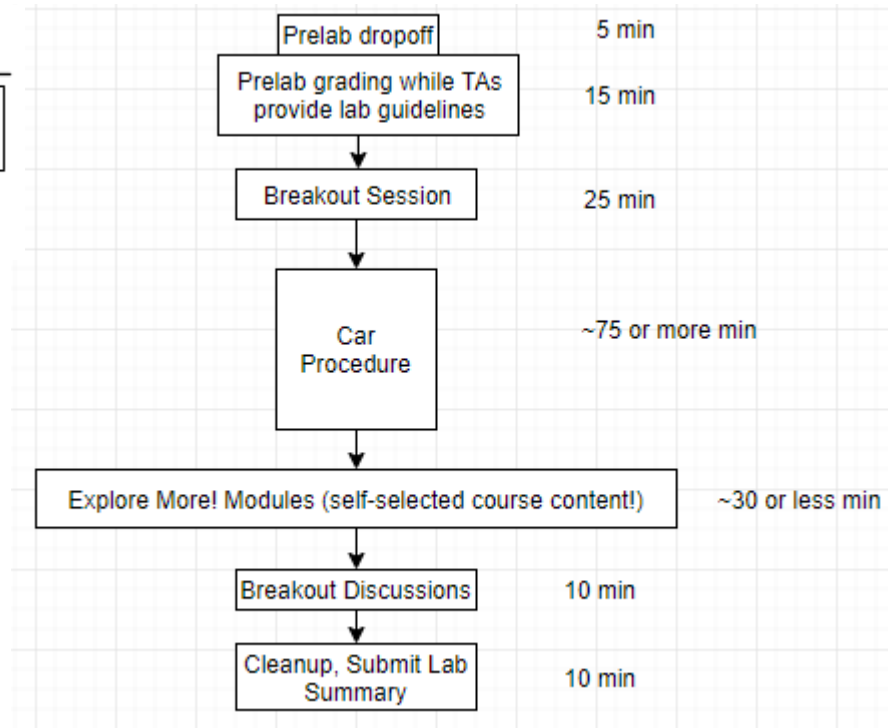 Prelab dropoff
5 min
Prelab grading while TAs
provide lab guidelines
15 min
Breakout Session
25 min
Car
Procedure
~75 or more min
Explore More! Modules (self-selected course content!)
~30 or less min
Breakout Discussions
10 min
Cleanup, Submit Lab
Summary
10 min